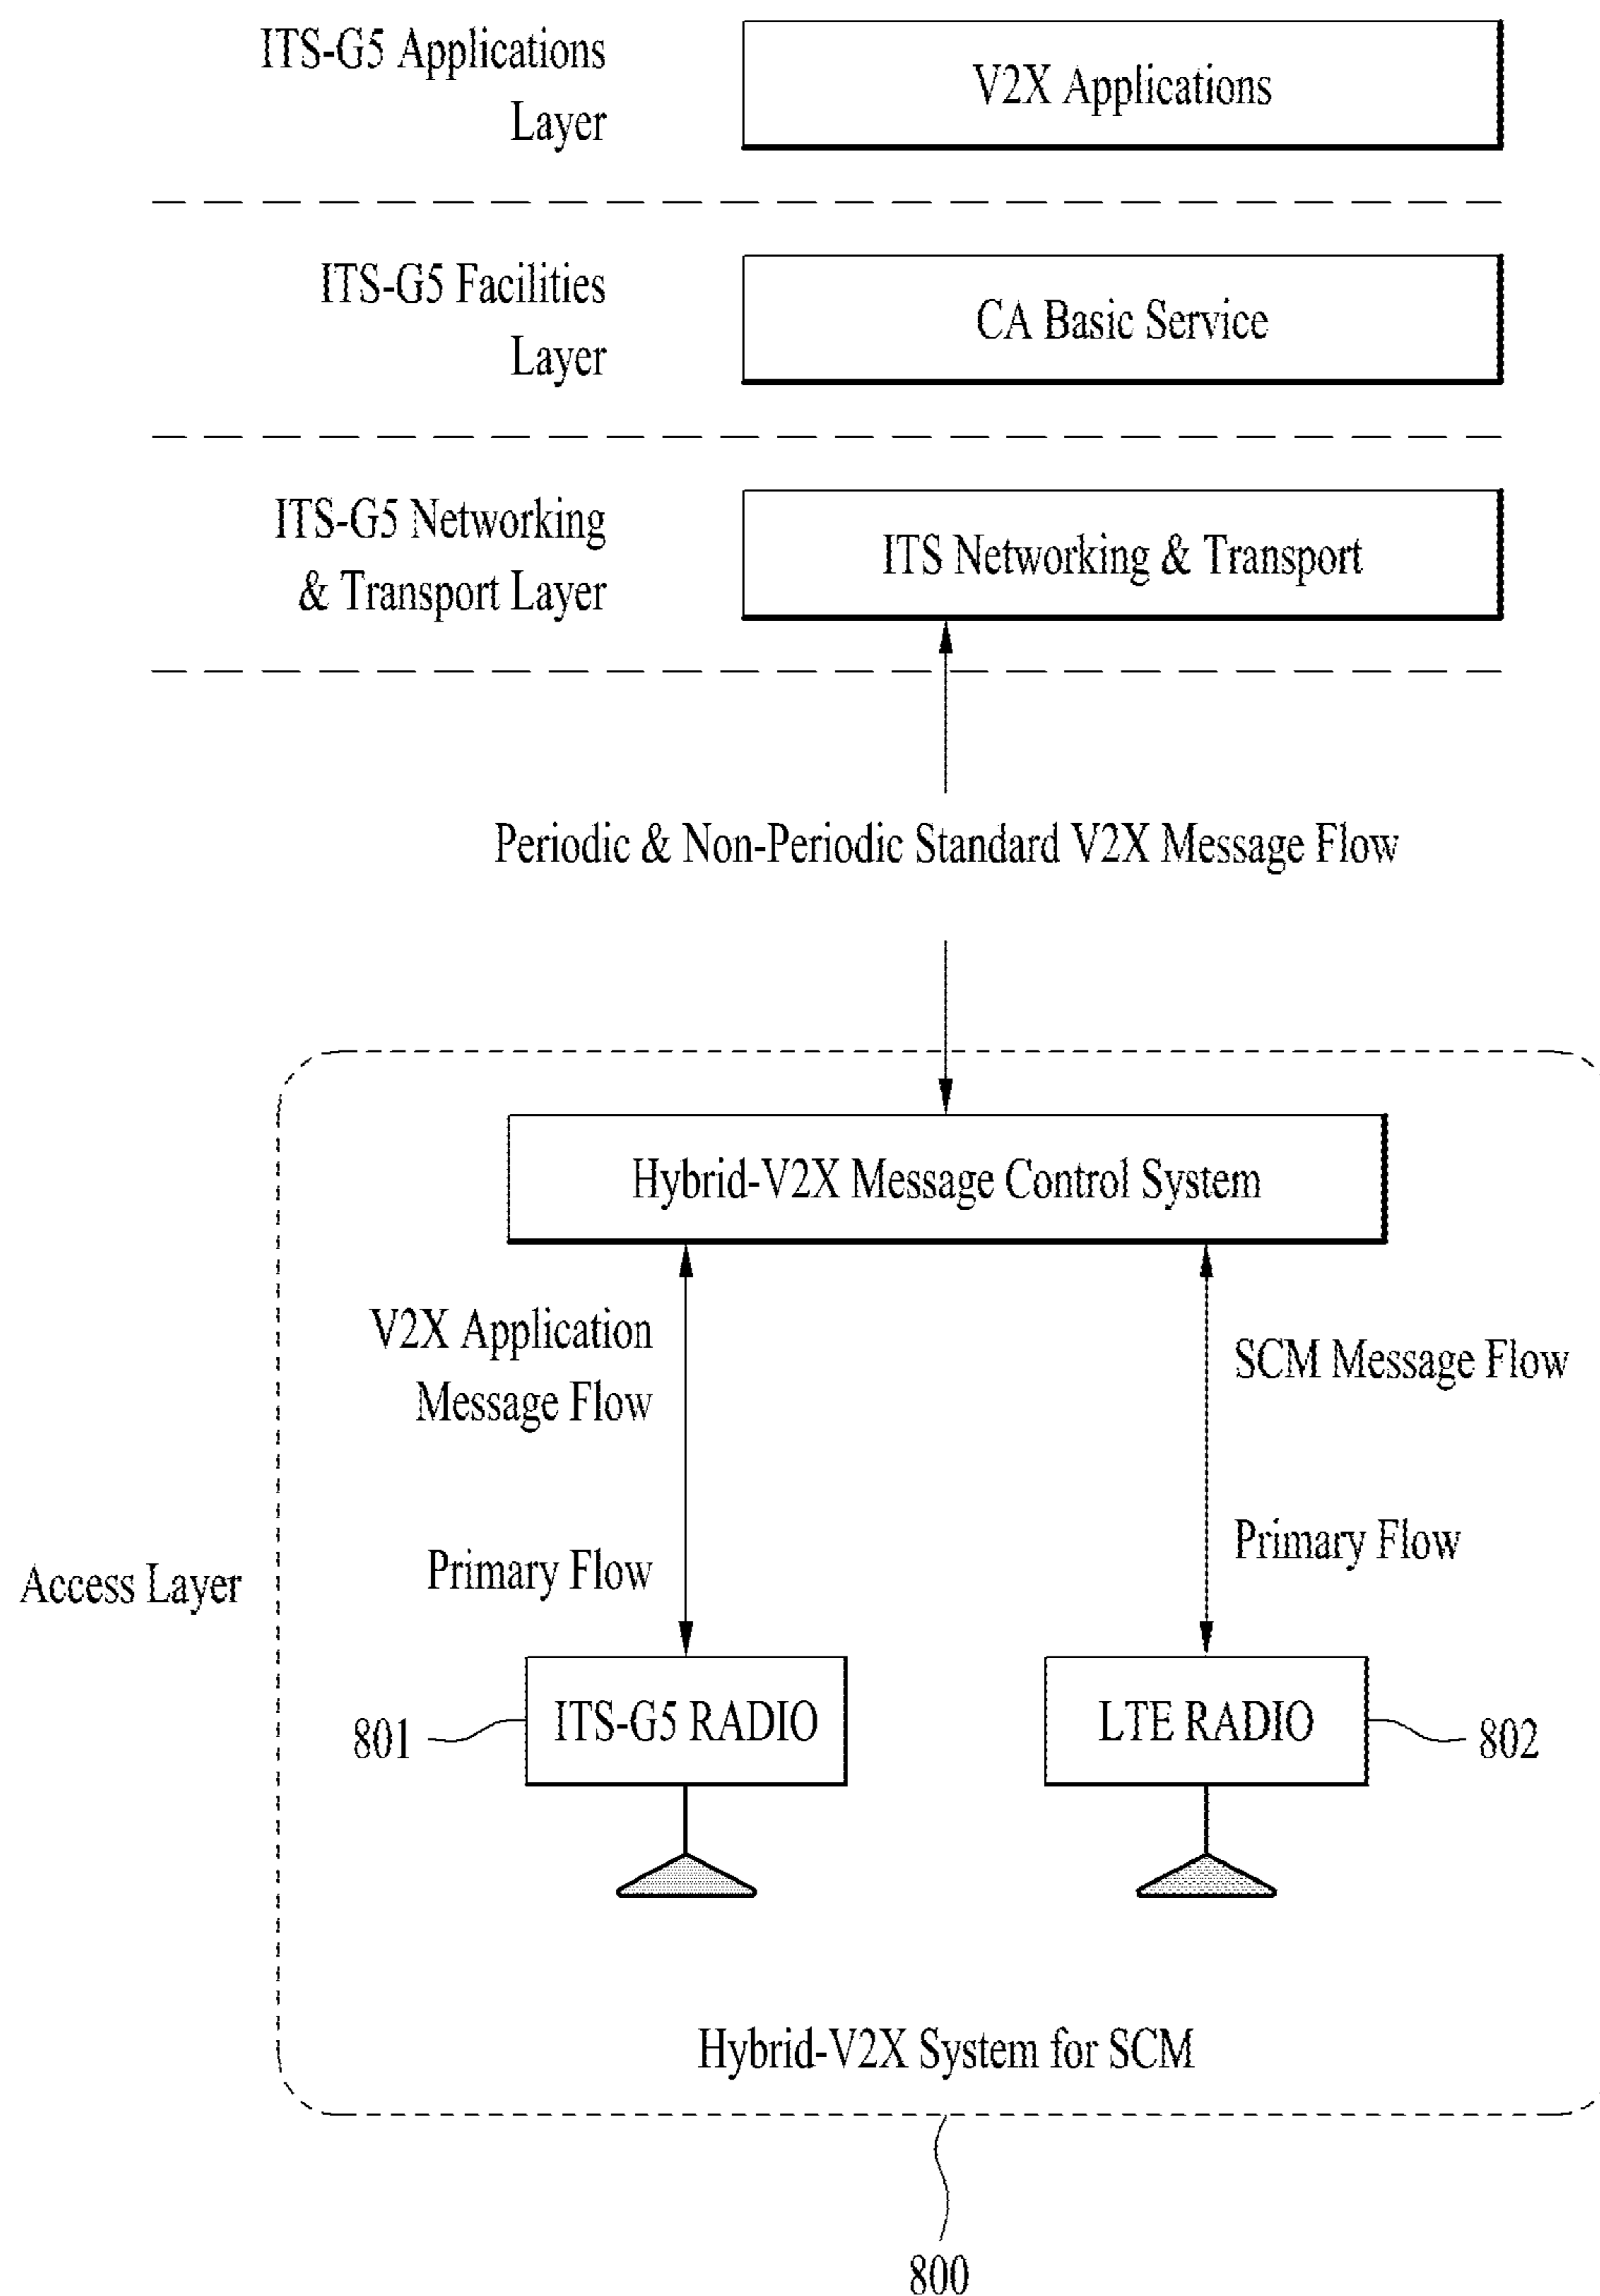 ITS-G5 Applications
Layer
V2X Applications
ITS-G5 Facilities
Layer
CA Basic Service
ITS-G5 Networking
& Transport Layer
ITS Networking & Transport
Periodic & Non-Periodic Standard V2X Message Flow
Hybrid-V2X Message Control System
V2X Application
Message Flow
SCM Message Flow
Primary Flow
Primary Flow
Access Layer
801
ITS-G5 RADIO
LTE RADIO
802
Hybrid-V2X System for SCM
800